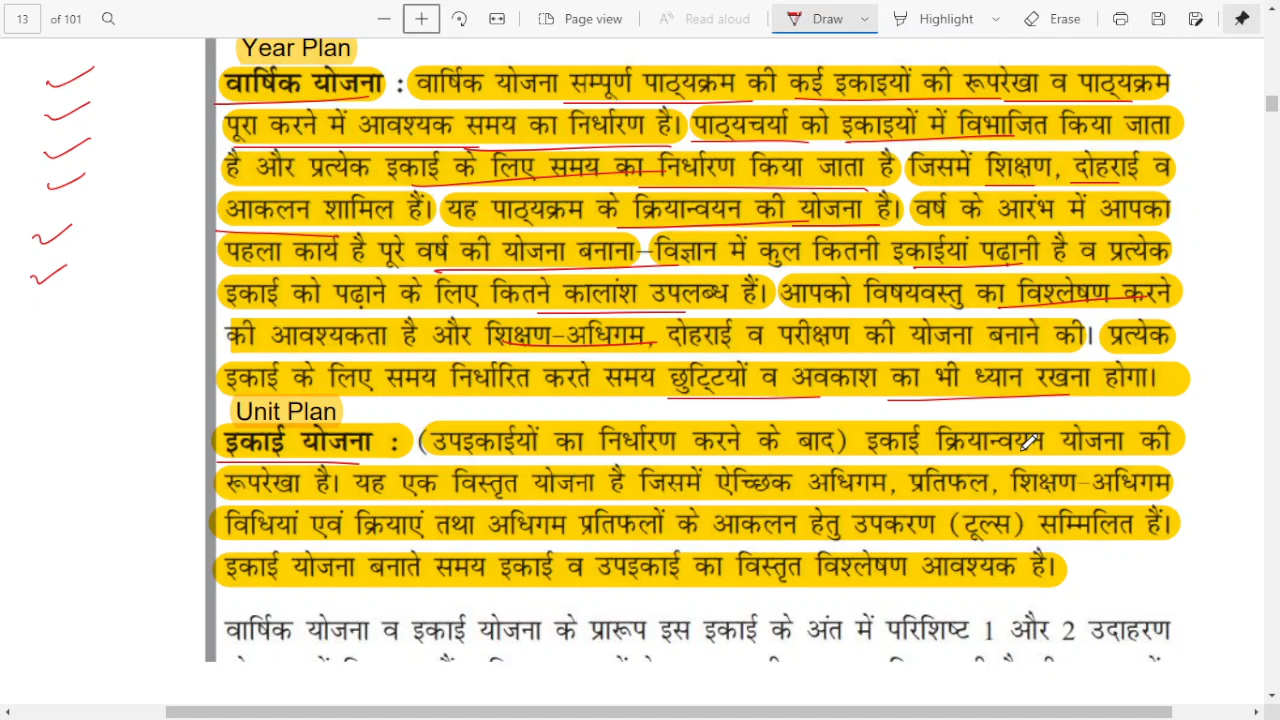 13 of 101 Page view Read aloud Draw Highlight Erase
Year Plan
वार्षिक योजना : वार्षिक योजना सम्पूर्ण पाठ्यक्रम की कई इकाइयों की रूपरेखा व पाठ्यक्रम
पूरा करने में आवश्यक समय का निर्धारण है। पाठ्यचर्या को इकाइयों में विभाजित किया जाता
है और प्रत्येक इकाई के लिए समय का निर्धारण किया जाता है जिसमें शिक्षण, दोहराई व
आकलन शामिल हैं। यह पाठ्यक्रम के क्रियान्वयन की योजना है। वर्ष के आरंभ में आपका
पहला कार्य है पूरे वर्ष की योजना बनाना–विज्ञान में कुल कितनी इकाईयां पढ़ानी है व प्रत्येक
इकाई को पढ़ाने के लिए कितने कालांश उपलब्ध हैं। आपको विषयवस्तु का विश्लेषण करने
की आवश्यकता है और शिक्षण-अधिगम, दोहराई व परीक्षण की योजना बनाने की। प्रत्येक
इकाई के लिए समय निर्धारित करते समय छुट्टियों व अवकाश का भी ध्यान रखना होगा।
Unit Plan
इकाई योजना : (उपइकाईयों का निर्धारण करने के बाद) इकाई क्रियान्वयन योजना की
रूपरेखा है। यह एक विस्तृत योजना है जिसमें ऐच्छिक अधिगम, प्रतिफल, शिक्षण-अधिगम
विधियां एवं क्रियाएं तथा अधिगम प्रतिफलों के आकलन हेतु उपकरण (टूल्स) सम्मिलित हैं।
इकाई योजना बनाते समय इकाई व उपइकाई का विस्तृत विश्लेषण आवश्यक है।
वार्षिक योजना व इकाई योजना के प्रारूप इस इकाई के अंत में परिशिष्ट 1 और 2 उदाहरण